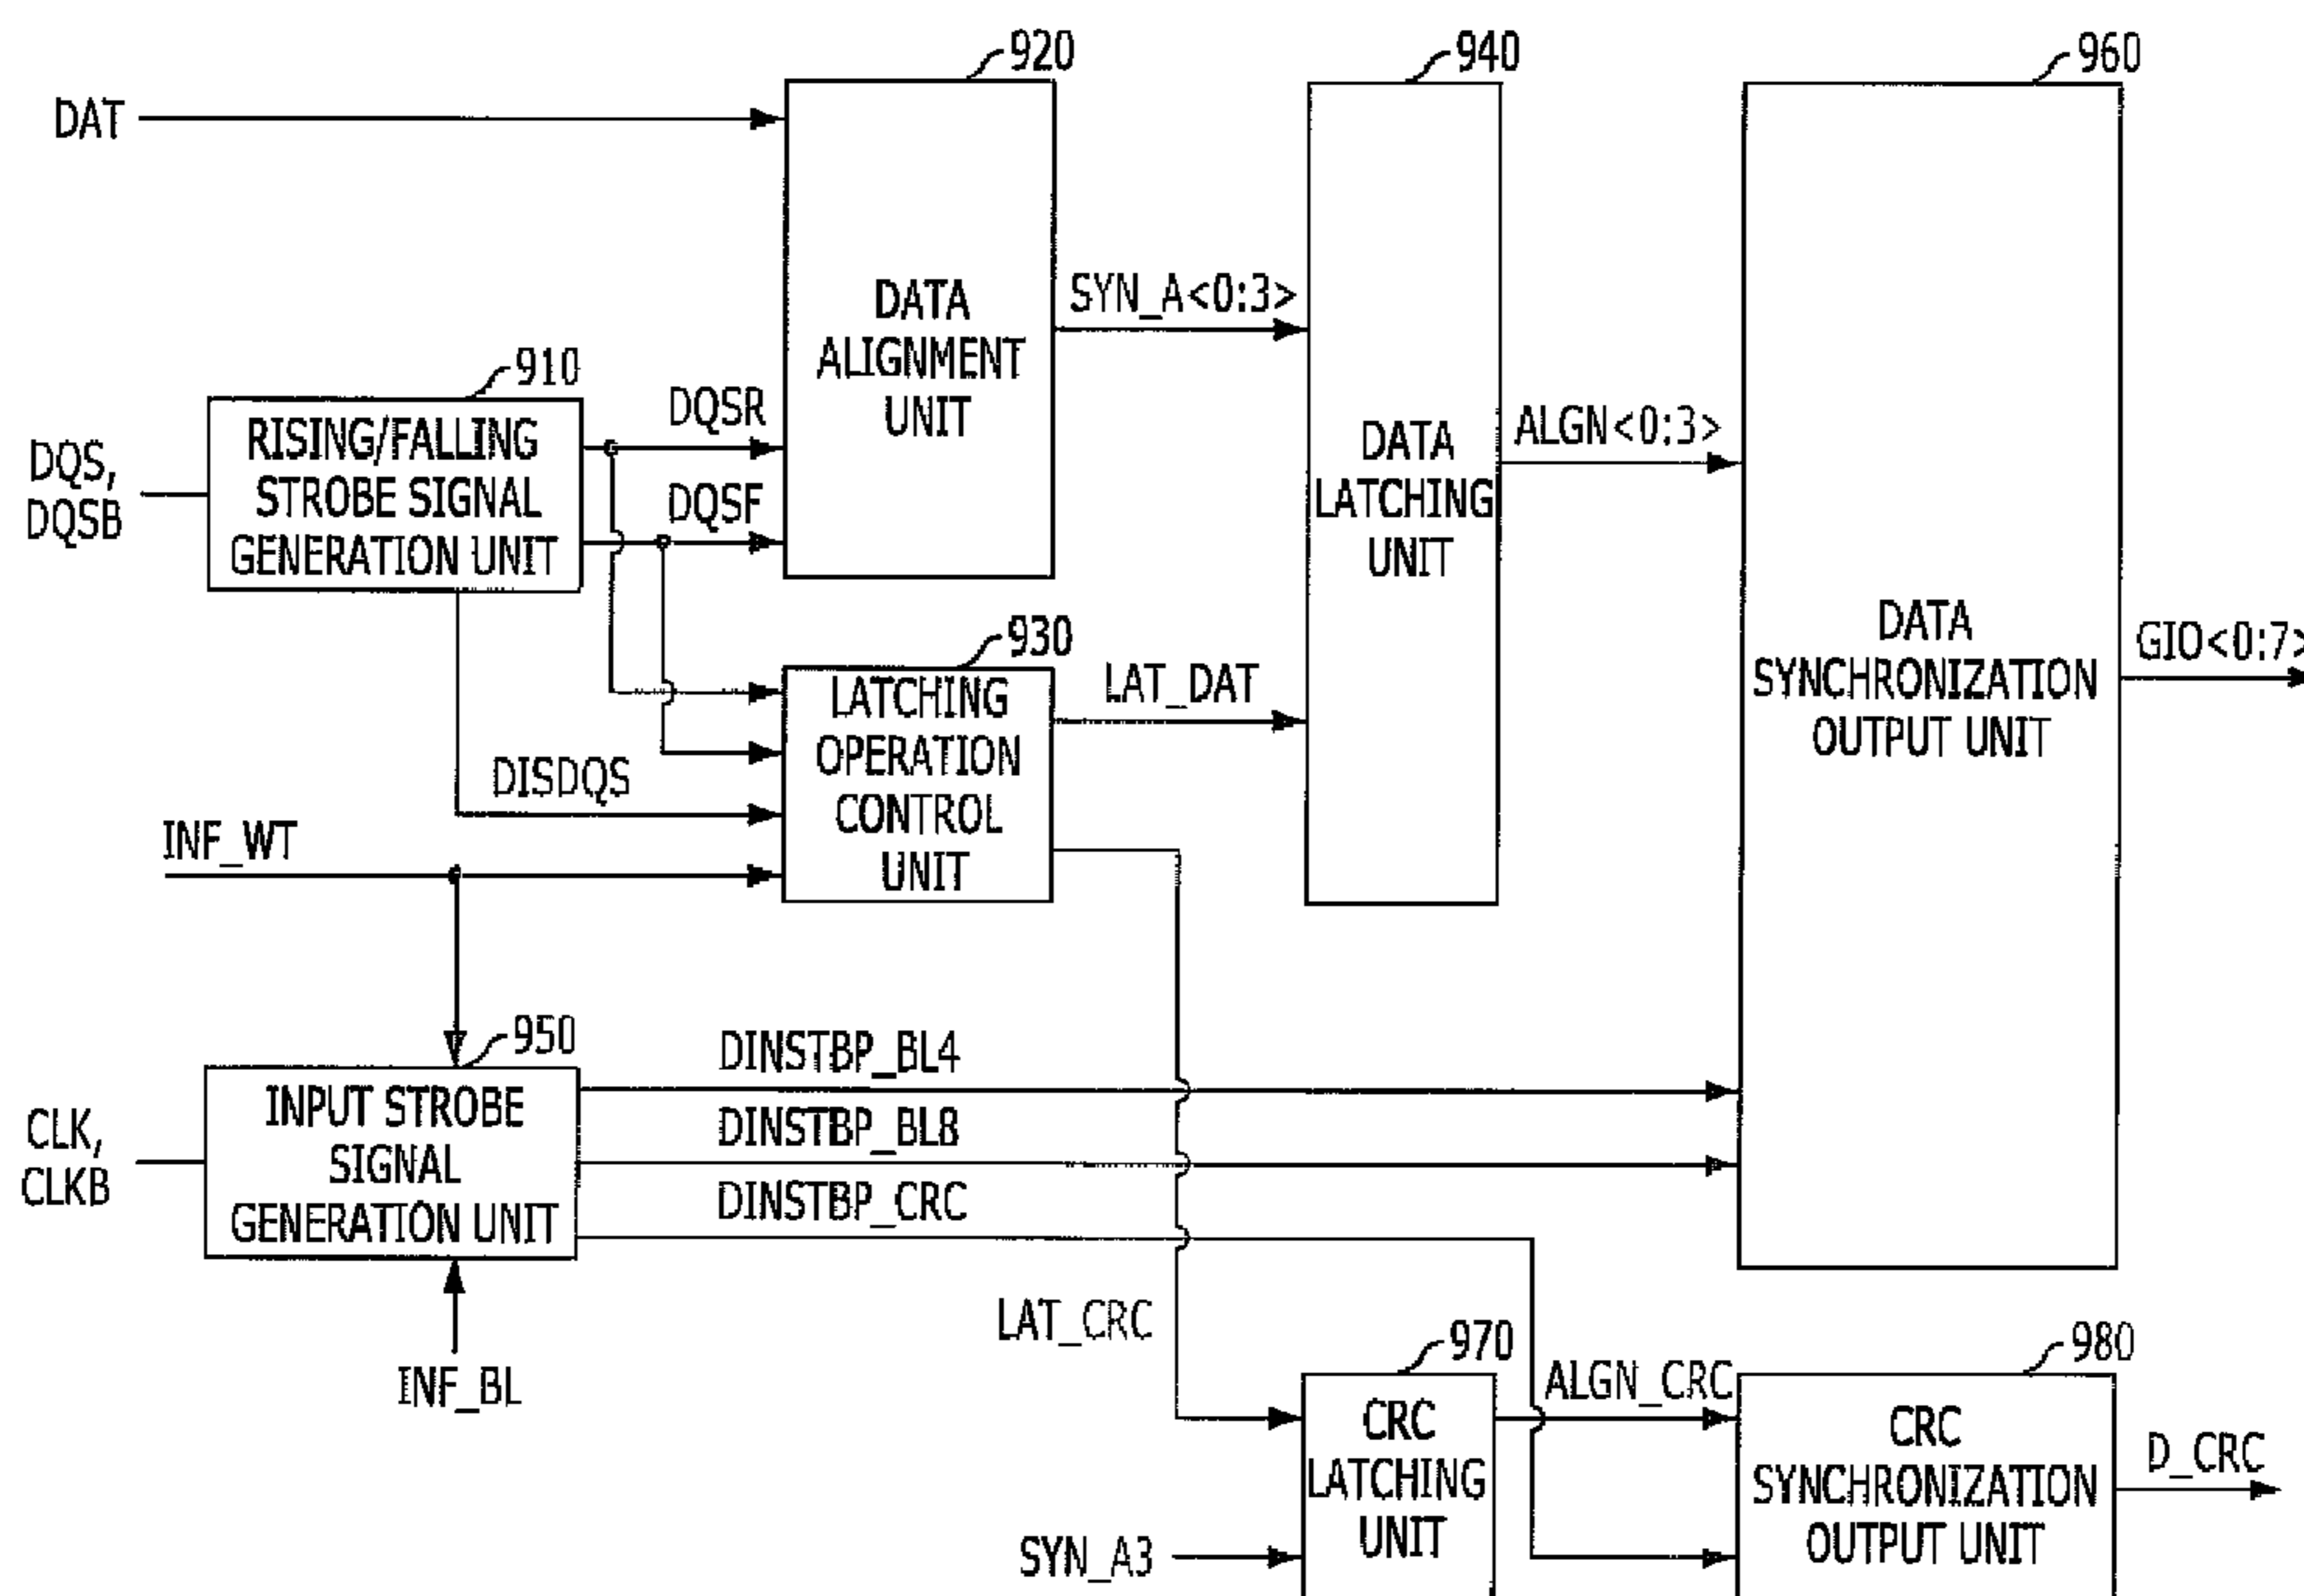 920
940
960
DAT
DATA
ALIGNMENT
UNIT
SYN_A<0:3>
910
RISING/FALLING
STROBE SIGNAL
GENERATION UNIT
DQS,
DQSB
DQSR
DQSF
DATA
LATCHING
UNIT
ALGN<0:3>
DATA
SYNCHRONIZATION
OUTPUT UNIT
GIO<0:7>
930
LATCHING
OPERATION
CONTROL
UNIT
LAT_DAT
DISDQS
INF_WT
950
INPUT STROBE
SIGNAL
GENERATION UNIT
CLK,
CLKB
DINSTBP_BL4
DINSTBP_BL8
DINSTBP_CRC
INF_BL
LAT_CRC
970
CRC
LATCHING
UNIT
SYN_A3
ALGN_CRC
980
CRC
SYNCHRONIZATION
OUTPUT UNIT
D_CRC